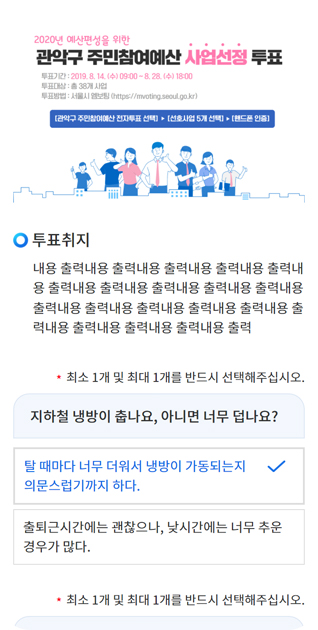 2020년 예산편성을 위한
관악구 주민참여예산 사업선정 투표
투표기간 : 2019. 8. 14. (수) 09:00 ~ 8. 28. (수) 18:00
투표대상 : 총 38개 사업
투표방법 : 서울시 엠보팅 (https://mvoting.seoul.go.kr)
[관악구 주민참여예산 전자투표 선택] ▶ [선호사업 5개 선택] ▶ [핸드폰 인증]
투표취지
내용 출력내용 출력내용 출력내용 출력내용 출력내
용 출력내용 출력내용 출력내용 출력내용 출력내용
출력내용 출력내용 출력내용 출력내용 출력내용 출
력내용 출력내용 출력내용 출력내용 출력
* 최소 1개 및 최대 1개를 반드시 선택해주십시오.
지하철 냉방이 춥나요, 아니면 너무 덥나요?
탈 때마다 너무 더워서 냉방이 가동되는지
의문스럽기까지 하다.
출퇴근시간에는 괜찮으나, 낮시간에는 너무 추운
경우가 많다.
* 최소 1개 및 최대 1개를 반드시 선택해주십시오.